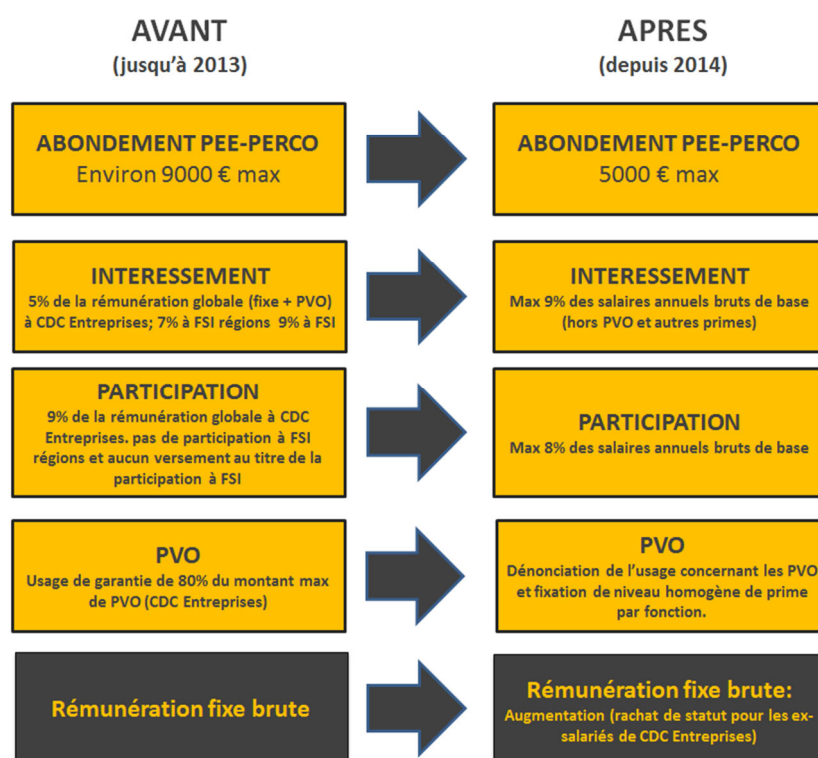 AVANT
(jusqu'à 2013)
APRES
(depuis 2014)
ABONDEMENT PEE-PERCO
Environ 9000 € max
ABONDEMENT PEE-PERCO
5000 € max
INTERESSEMENT
5% de la rémunération globale (fixe + PVO)
à CDC Entreprises; 7% à FSI régions 9% à FSI
INTERESSEMENT
Max 9% des salaires annuels bruts de base
(hors PVO et autres primes)
PARTICIPATION
9% de la rémunération globale à CDC
Entreprises. pas de participation à FSI
régions et aucun versement au titre de la
participation à FSI
PARTICIPATION
Max 8% des salaires annuels bruts de base
PVO
Usage de garantie de 80% du montant max
de PVO (CDC Entreprises)
PVO
Dénonciation de l'usage concernant les PVO
et fixation de niveau homogène de prime
par fonction.
Rémunération fixe brute
Rémunération fixe brute:
Augmentation (rachat de statut pour les ex-
salariés de CDC Entreprises)